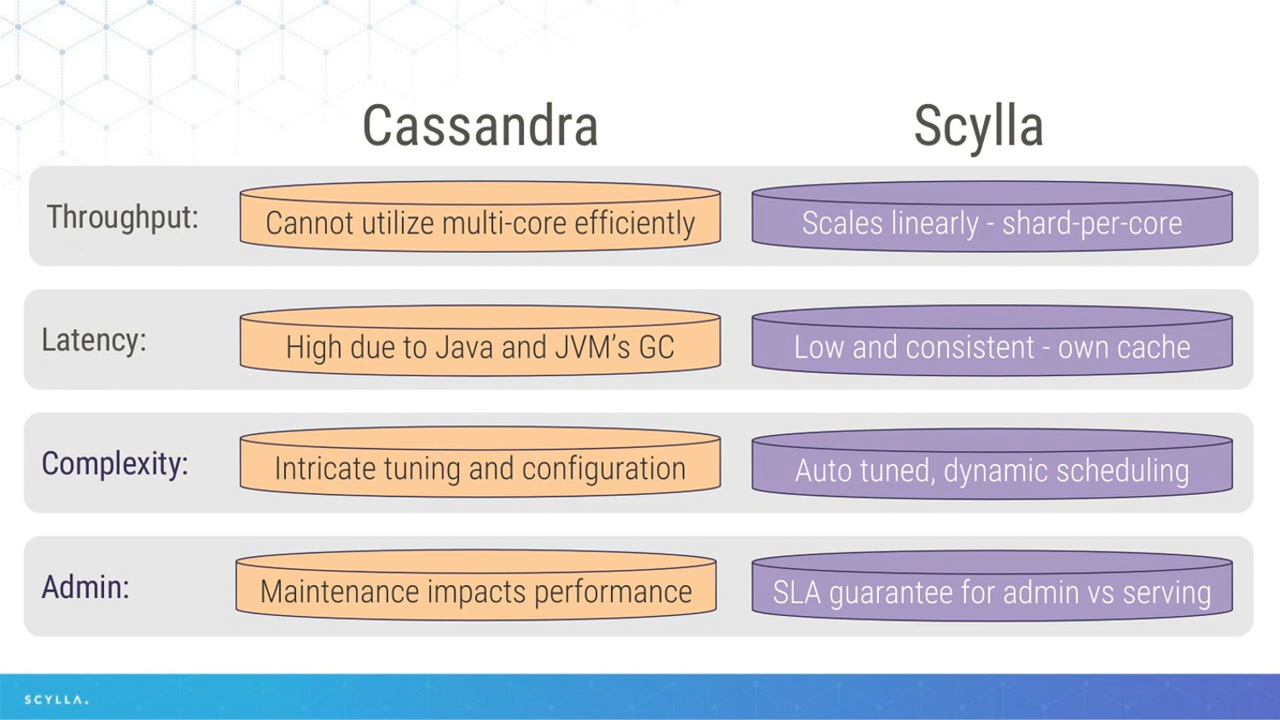 Cassandra
Scylla
Throughput:
Cannot utilize multi-core efficiently
Scales linearly - shard-per-core
Latency:
High due to Java and JVM's GC
Low and consistent - own cache
Complexity:
Intricate tuning and configuration
Auto tuned, dynamic scheduling
Admin:
Maintenance impacts performance
SLA guarantee for admin vs serving
SCYLLA.